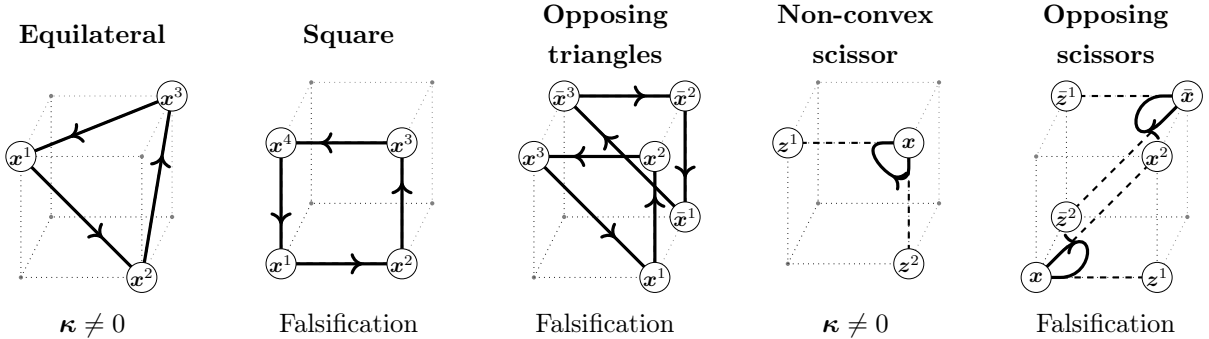 Equilateral
Square
Opposing
triangles
Non-convex
scissor
Opposing
scissors
x³
x¹
x²
κ ≠ 0
x⁴
x³
x¹
x²
Falsification
x̄³
x̄²
x³
x²
x̄¹
x¹
Falsification
z¹
x
z²
κ ≠ 0
z̄¹
x̄
x²
z̄²
x
z¹
Falsification